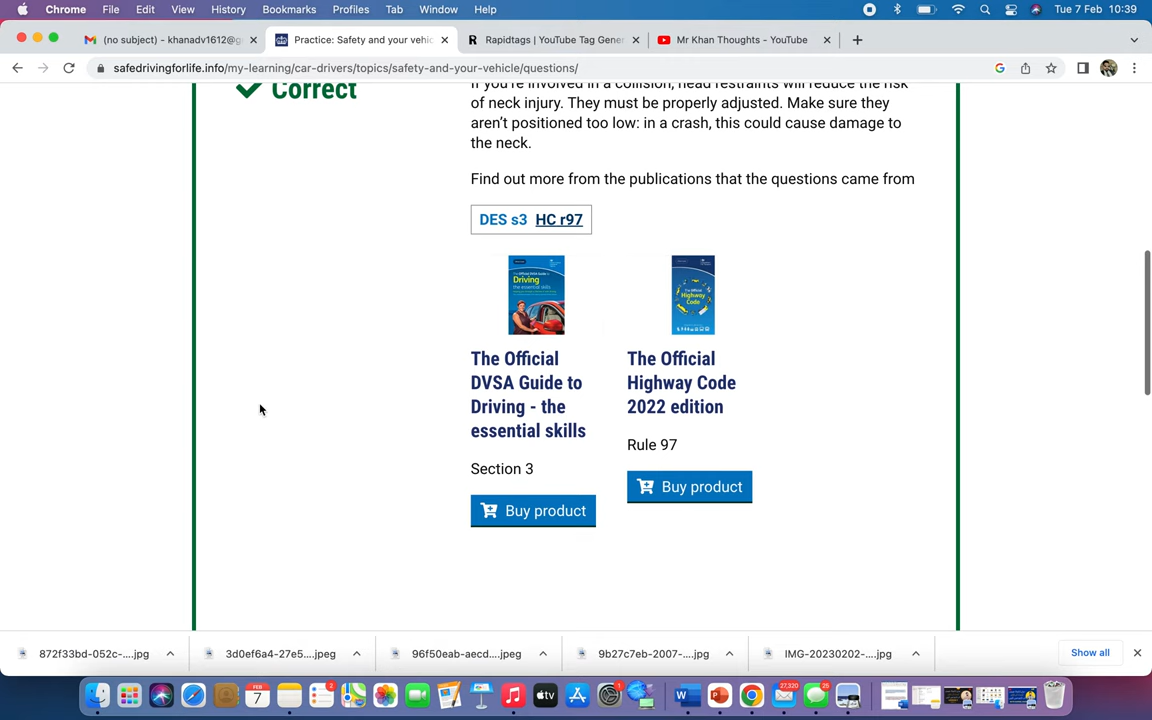 Chrome File Edit View History Bookmarks Profiles Tab Window Help Tue 7 Feb 10:39
(no subject) - khanadv1612@g Practice: Safety and your vehic Rapidtags | YouTube Tag Gener Mr Khan Thoughts - YouTube
safedrivingforlife.info/my-learning/car-drivers/topics/safety-and-your-vehicle/questions/
Correct
If you're involved in a collision, head restraints will reduce the risk
of neck injury. They must be properly adjusted. Make sure they
aren't positioned too low: in a crash, this could cause damage to
the neck.
Find out more from the publications that the questions came from
DES s3 HC r97
The Official
DVSA Guide to
Driving - the
essential skills
Section 3
Buy product
The Official
Highway Code
2022 edition
Rule 97
Buy product
872f33bd-052c-....jpg 3d0ef6a4-27e5....jpeg 96f50eab-aecd....jpeg 9b27c7eb-2007-....jpg IMG-20230202-....jpg Show all